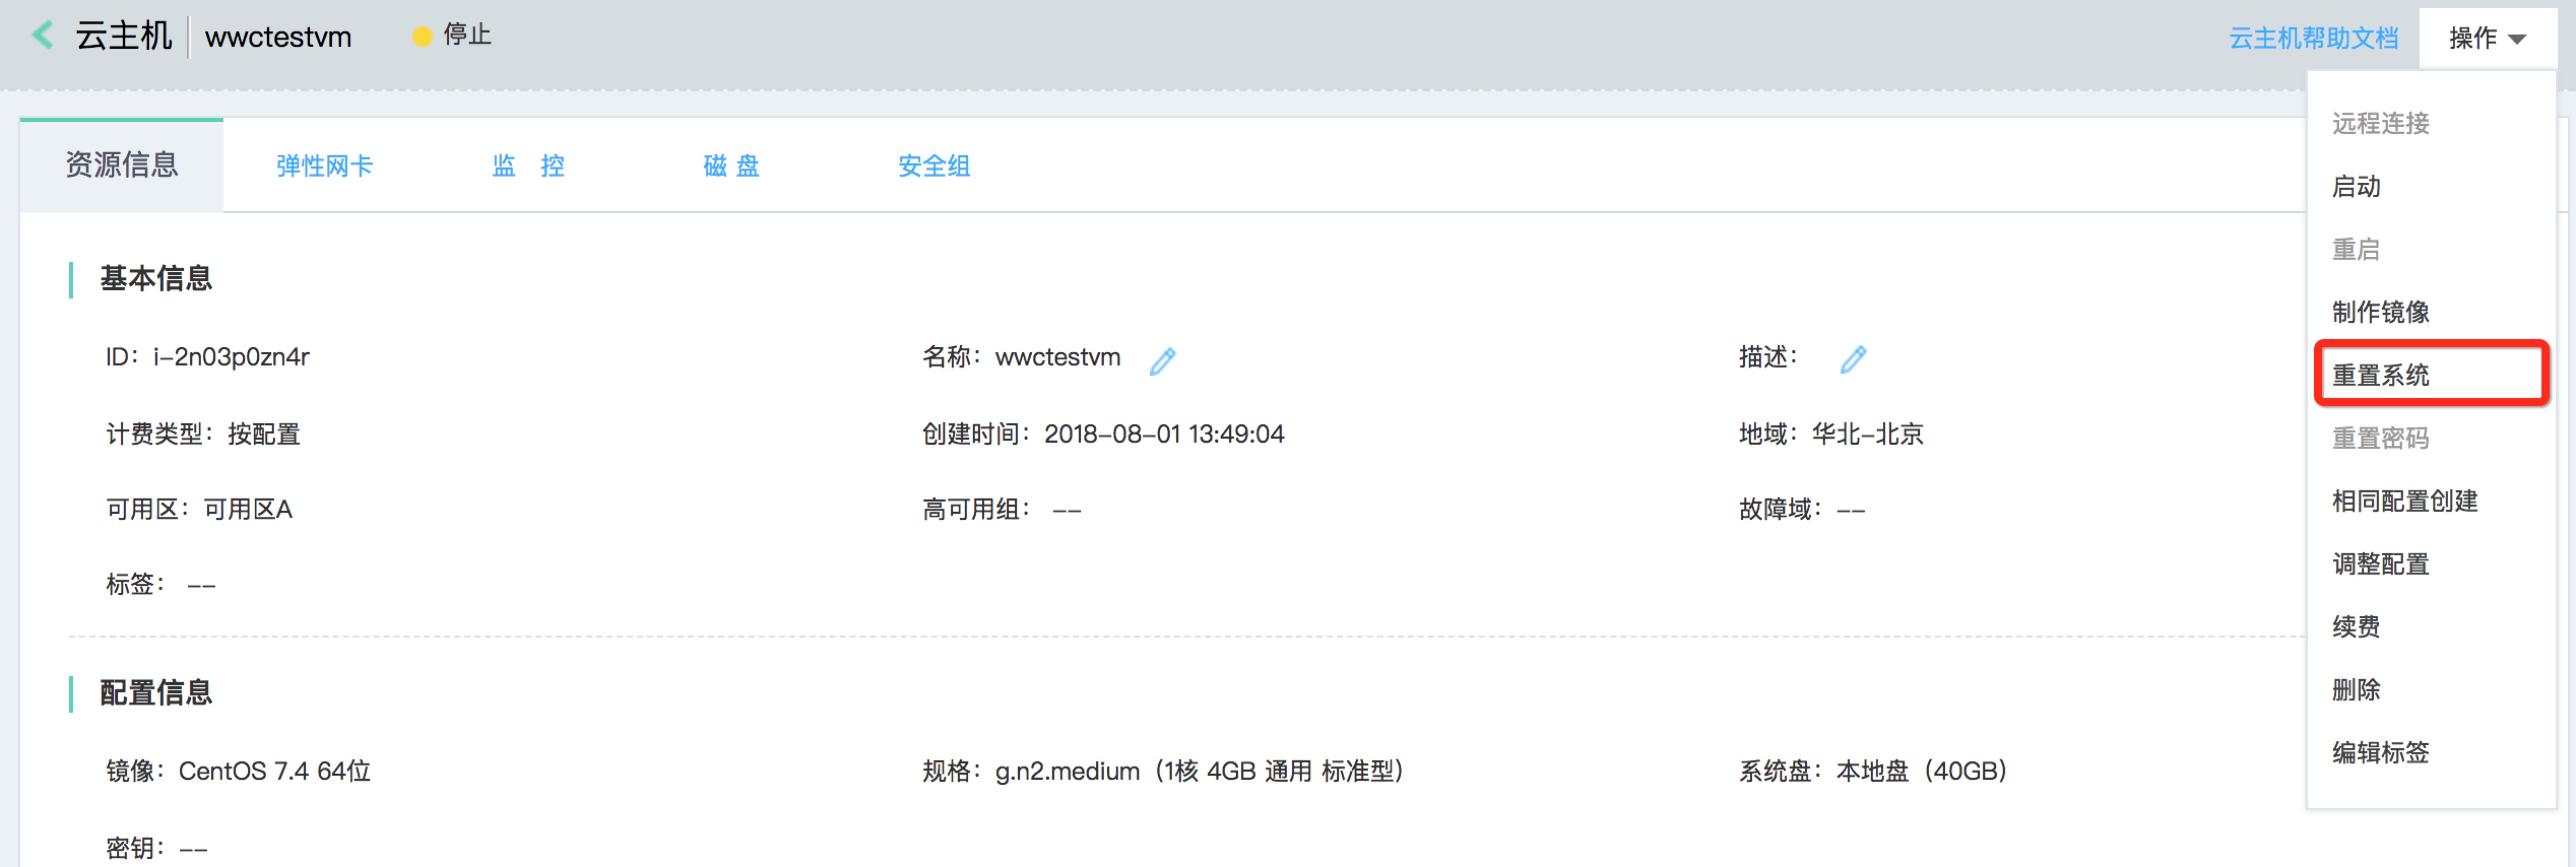 云主机 wwctestvm 停止 云主机帮助文档 操作
资源信息 弹性网卡 监 控 磁 盘 安全组
基本信息
ID：i-2n03p0zn4r 名称：wwctestvm 描述：
计费类型：按配置 创建时间：2018-08-01 13:49:04 地域：华北-北京
可用区：可用区A 高可用组： -- 故障域：--
标签： --
配置信息
镜像：CentOS 7.4 64位 规格：g.n2.medium（1核 4GB 通用 标准型） 系统盘：本地盘（40GB）
密钥：--
远程连接
启动
重启
制作镜像
重置系统
重置密码
相同配置创建
调整配置
续费
删除
编辑标签